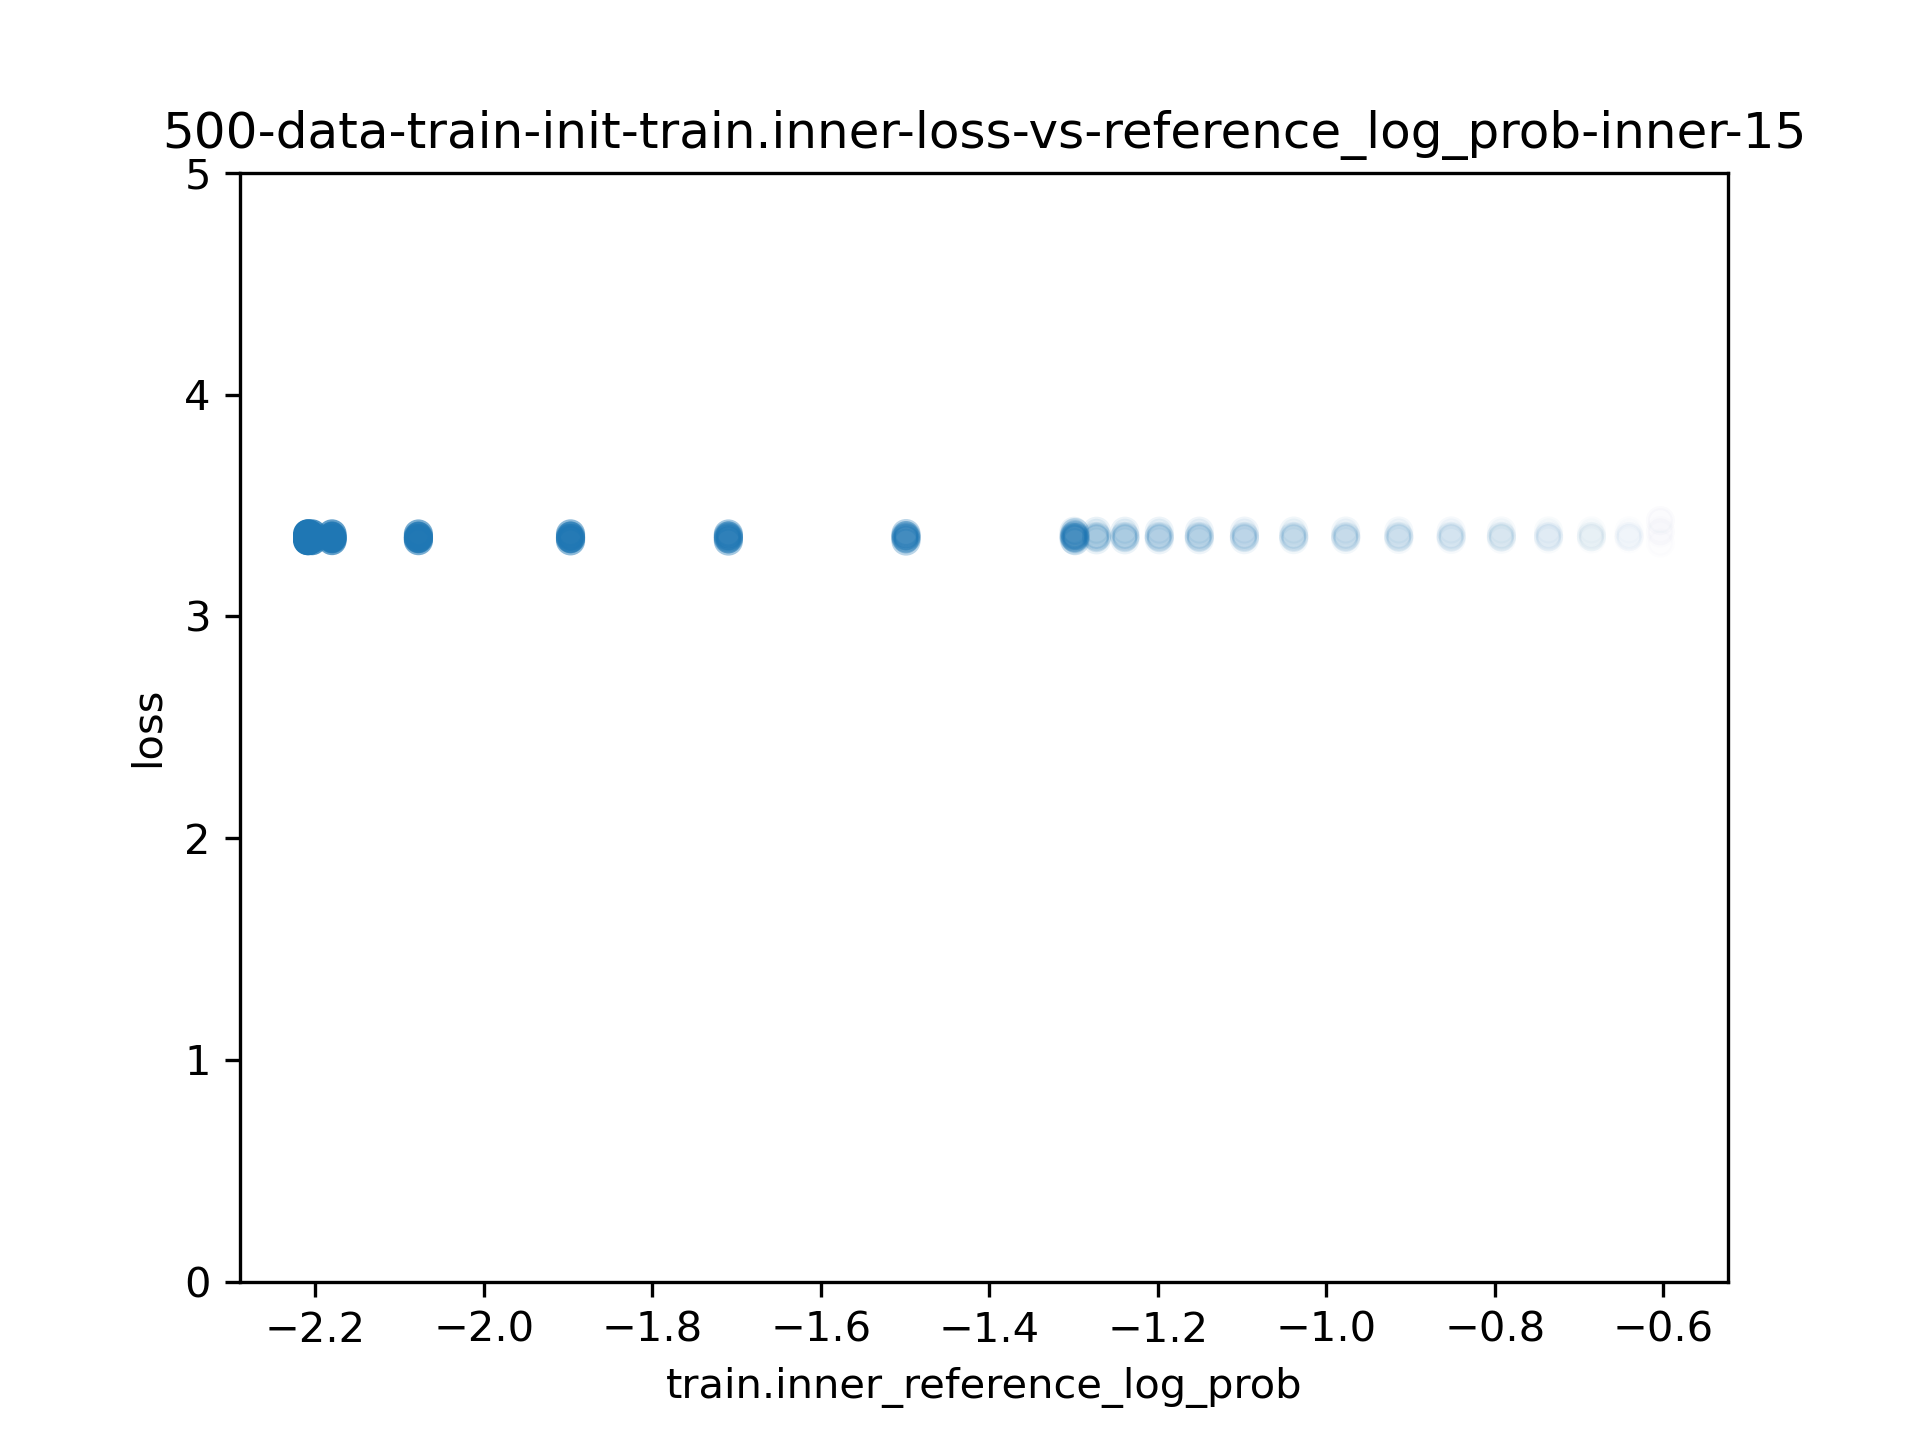 500-data-train-init-train.inner-loss-vs-reference_log_prob-inner-15
5
4
3
2
1
0
loss
−2.2 −2.0 −1.8 −1.6 −1.4 −1.2 −1.0 −0.8 −0.6
train.inner_reference_log_prob